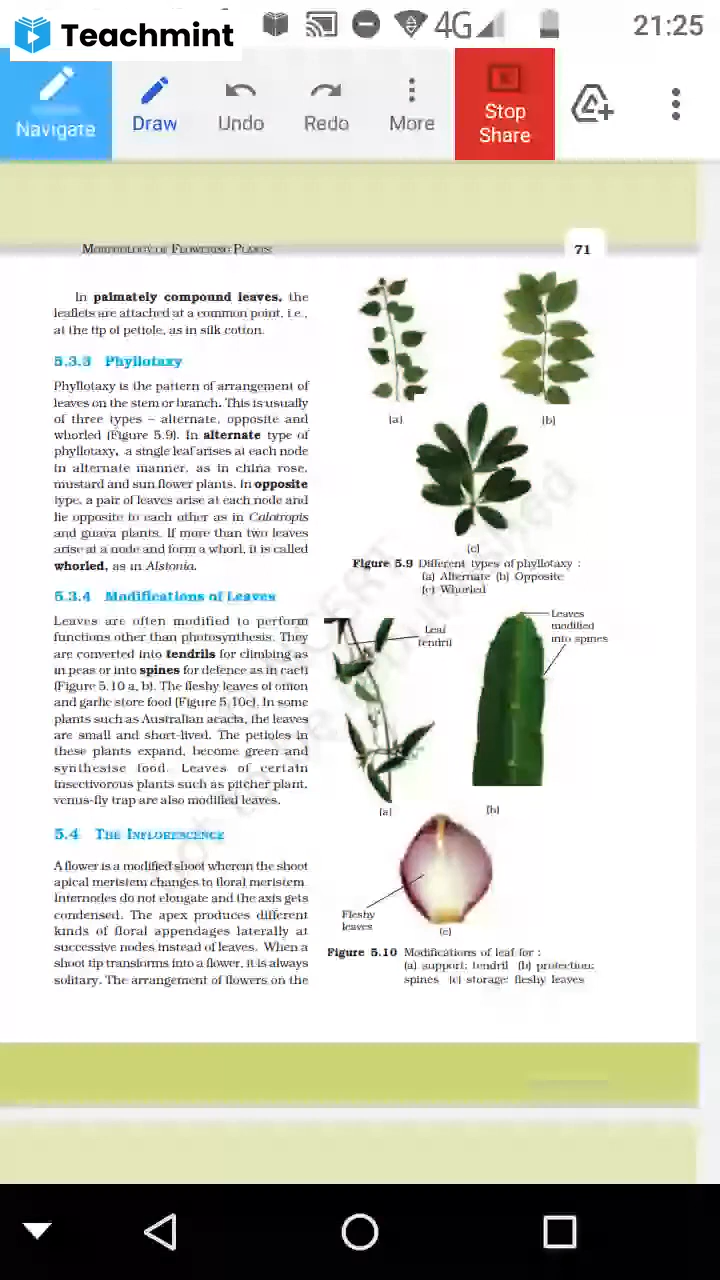 Teachmint
4G
21:25
Navigate
Draw
Undo
Redo
More
Stop
Share
MORPHOLOGY OF FLOWERING PLANTS
71
In palmately compound leaves, the
leaflets are attached at a common point, i.e.,
at the tip of petiole, as in silk cotton.
5.3.3 Phyllotaxy
Phyllotaxy is the pattern of arrangement of
leaves on the stem or branch. This is usually
of three types – alternate, opposite and
whorled (Figure 5.9). In alternate type of
phyllotaxy, a single leaf arises at each node
in alternate manner, as in china rose,
mustard and sun flower plants. In opposite
type, a pair of leaves arise at each node and
lie opposite to each other as in Calotropis
and guava plants. If more than two leaves
arise at a node and form a whorl, it is called
whorled, as in Alstonia.
5.3.4 Modifications of Leaves
Leaves are often modified to perform
functions other than photosynthesis. They
are converted into tendrils for climbing as
in peas or into spines for defence as in cacti
(Figure 5.10 a, b). The fleshy leaves of onion
and garlic store food (Figure 5.10c). In some
plants such as Australian acacia, the leaves
are small and short-lived. The petioles in
these plants expand, become green and
synthesise food. Leaves of certain
insectivorous plants such as pitcher plant,
venus-fly trap are also modified leaves.
5.4 THE INFLORESCENCE
A flower is a modified shoot wherein the shoot
apical meristem changes to floral meristem.
Internodes do not elongate and the axis gets
condensed. The apex produces different
kinds of floral appendages laterally at
successive nodes instead of leaves. When a
shoot tip transforms into a flower, it is always
solitary. The arrangement of flowers on the
(a)
(b)
(c)
Figure 5.9 Different types of phyllotaxy :
(a) Alternate (b) Opposite
(c) Whorled
Leaf
tendril
Leaves
modified
into spines
(a)
(b)
Fleshy
leaves
(c)
Figure 5.10 Modifications of leaf for :
(a) support: tendril (b) protection:
spines (c) storage: fleshy leaves